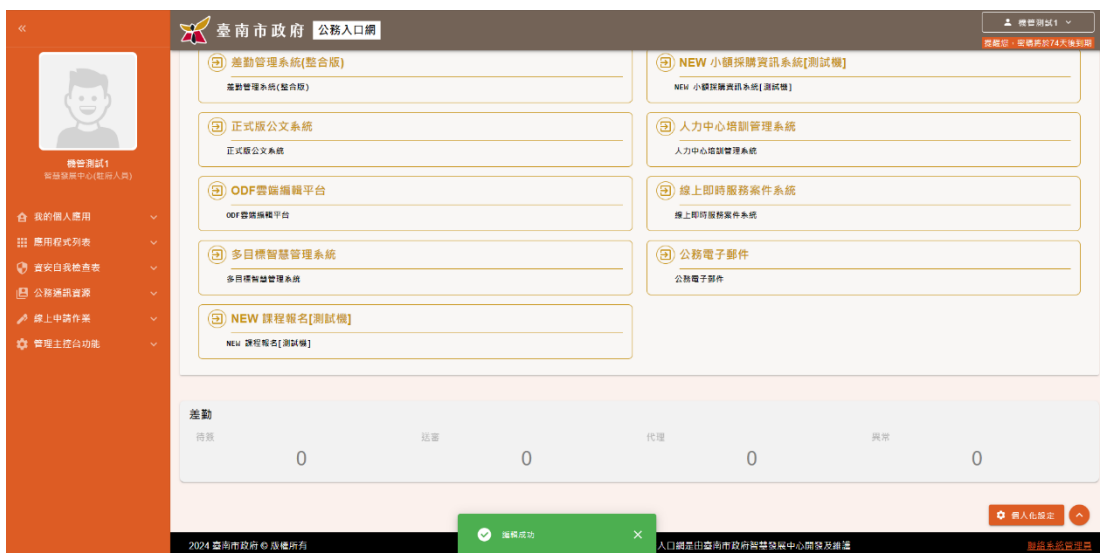 臺南市政府 公務入口網
機管測試1
提醒您，密碼將於74天後到期
機管測試1
智慧發展中心(駐府人員)
我的個人應用
應用程式列表
資安自我檢查表
公務通訊資源
線上申請作業
管理主控台功能
差勤管理系統(整合版)
差勤管理系統(整合版)
NEW 小額採購資訊系統[測試機]
NEW 小額採購資訊系統[測試機]
正式版公文系統
正式版公文系統
人力中心培訓管理系統
人力中心培訓管理系統
ODF雲端編輯平台
ODF雲端編輯平台
線上即時服務案件系統
線上即時服務案件系統
多目標智慧管理系統
多目標智慧管理系統
公務電子郵件
公務電子郵件
NEW 課程報名[測試機]
NEW 課程報名[測試機]
差勤
待簽 送審 代理 異常
0 0 0 0
個人化設定
編輯成功
2024 臺南市政府 © 版權所有
入口網是由臺南市政府智慧發展中心開發及維護
聯絡系統管理員